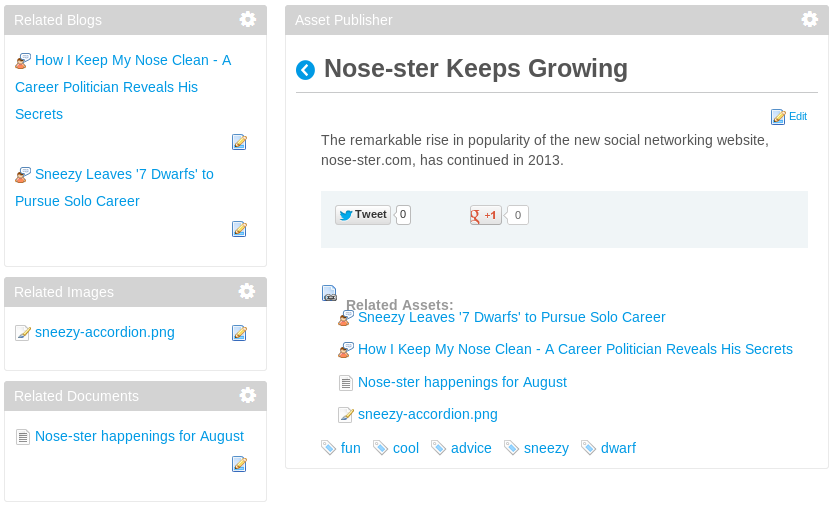 Related Blogs
How I Keep My Nose Clean - A
Career Politician Reveals His
Secrets
Sneezy Leaves '7 Dwarfs' to
Pursue Solo Career
Related Images
sneezy-accordion.png
Related Documents
Nose-ster happenings for August
Asset Publisher
Nose-ster Keeps Growing
Edit
The remarkable rise in popularity of the new social networking website,
nose-ster.com, has continued in 2013.
Tweet 0 g +1 0
Related Assets:
Sneezy Leaves '7 Dwarfs' to Pursue Solo Career
How I Keep My Nose Clean - A Career Politician Reveals His Secrets
Nose-ster happenings for August
sneezy-accordion.png
fun cool advice sneezy dwarf